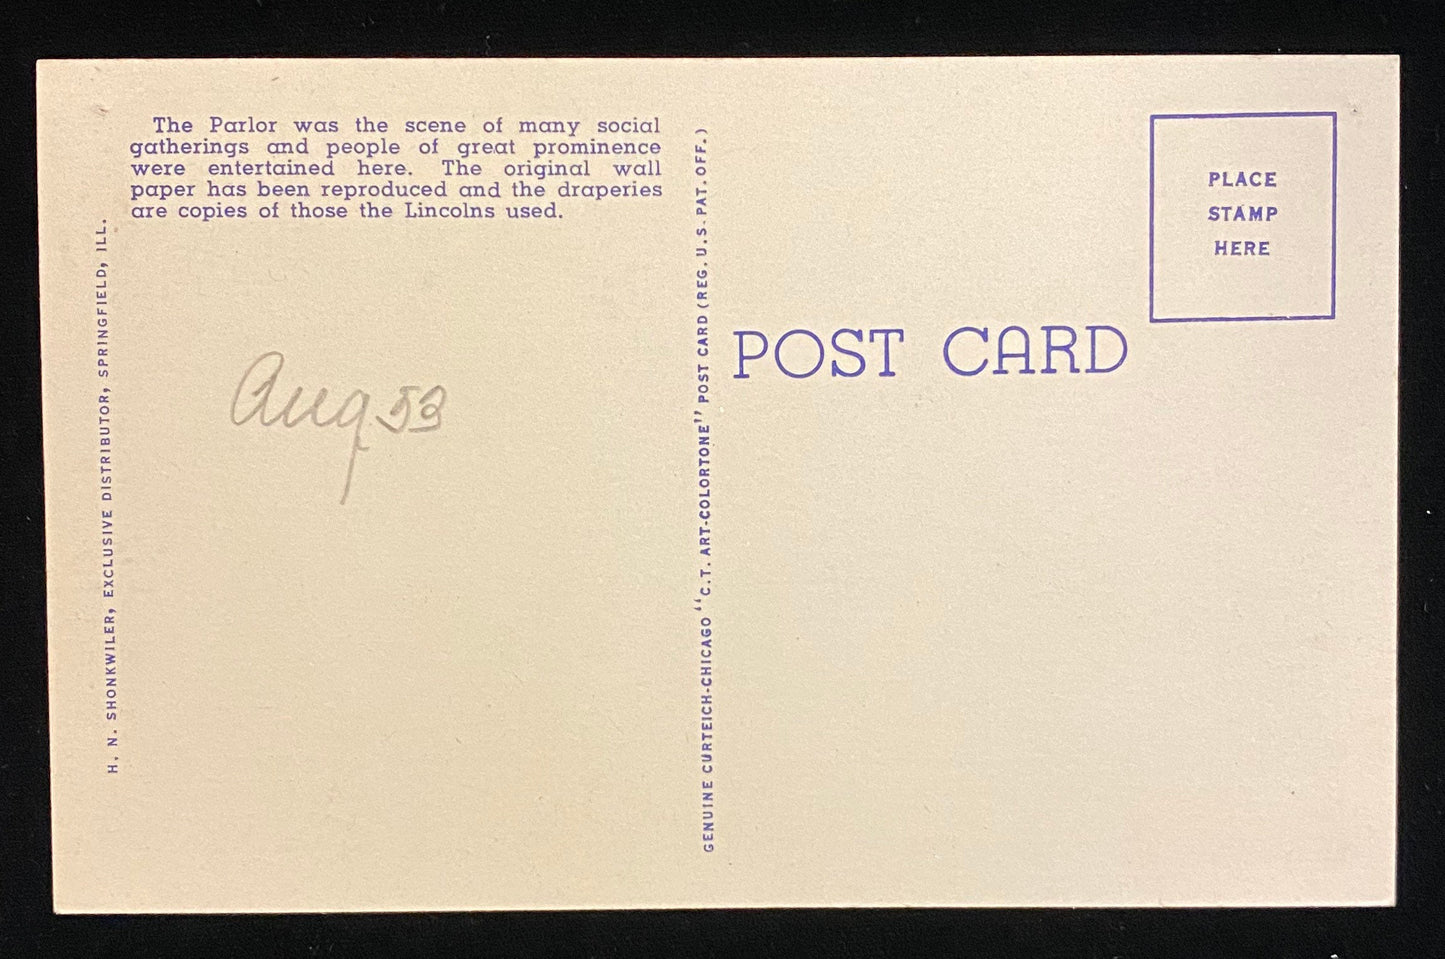 The Parlor was the scene of many social
gatherings and people of great prominence
were entertained here. The original wall
paper has been reproduced and the draperies
are copies of those the Lincolns used.
H. N. SHONKWILER, EXCLUSIVE DISTRIBUTOR, SPRINGFIELD, ILL.
Aug 53
GENUINE CURTEICH-CHICAGO "C.T. ART-COLORTONE" POST CARD (REG. U.S. PAT. OFF.)
POST CARD
PLACE
STAMP
HERE